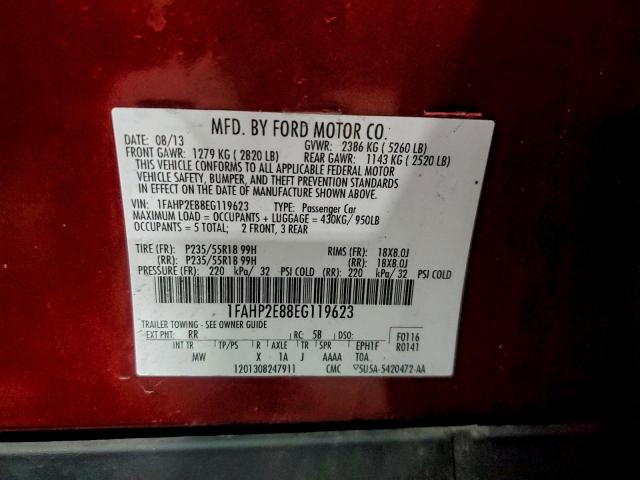 MFD. BY FORD MOTOR CO.
DATE: 08/13 GVWR: 2386 KG ( 5260 LB)
FRONT GAWR: 1279 KG ( 2820 LB) REAR GAWR: 1143 KG ( 2520 LB)
THIS VEHICLE CONFORMS TO ALL APPLICABLE FEDERAL MOTOR
VEHICLE SAFETY, BUMPER, AND THEFT PREVENTION STANDARDS
IN EFFECT ON THE DATE OF MANUFACTURE SHOWN ABOVE.
VIN: 1FAHP2E88EG119623 TYPE: Passenger Car
MAXIMUM LOAD = OCCUPANTS + LUGGAGE = 430KG/ 950LB
OCCUPANTS = 5 TOTAL; 2 FRONT, 3 REAR
TIRE (FR): P235/55R18 99H RIMS (FR): 18X8.0J
(RR): P235/55R18 99H (RR): 18X8.0J
PRESSURE (FR): 220 kPa/ 32 PSI COLD (RR): 220 kPa/ 32 PSI COLD
1FAHP2E88EG119623
TRAILER TOWING - SEE OWNER GUIDE
EXT PNT: RR RC: 58 DSO: F0116
INT TR TP/PS R AXLE TR SPR EPH1F R0141
MW X 1A J AAAA TOA
1201308247911 CMC 5U5A-5420472-AA